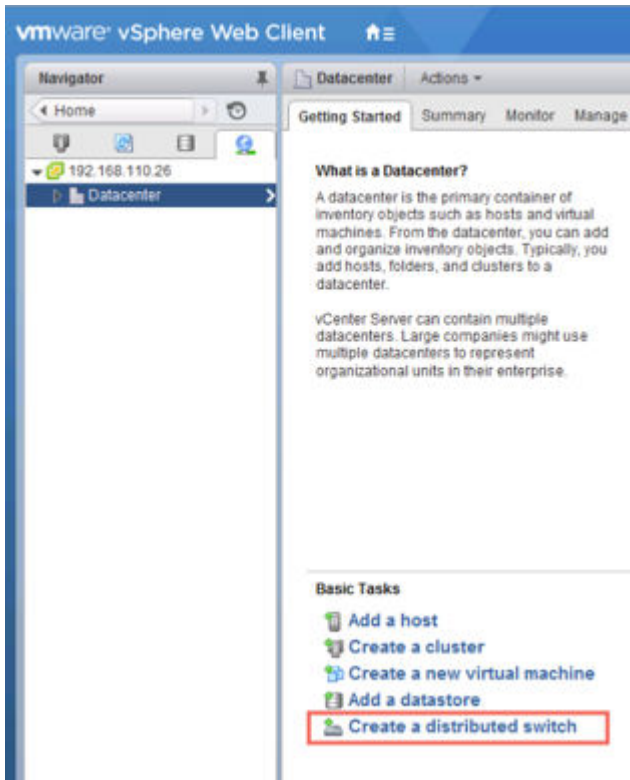 vmware vSphere Web Client
Navigator
Home
192.168.110.26
Datacenter
Datacenter Actions
Getting Started Summary Monitor Manage
What is a Datacenter?
A datacenter is the primary container of
inventory objects such as hosts and virtual
machines. From the datacenter, you can add
and organize inventory objects. Typically, you
add hosts, folders, and clusters to a
datacenter.
vCenter Server can contain multiple
datacenters. Large companies might use
multiple datacenters to represent
organizational units in their enterprise.
Basic Tasks
Add a host
Create a cluster
Create a new virtual machine
Add a datastore
Create a distributed switch